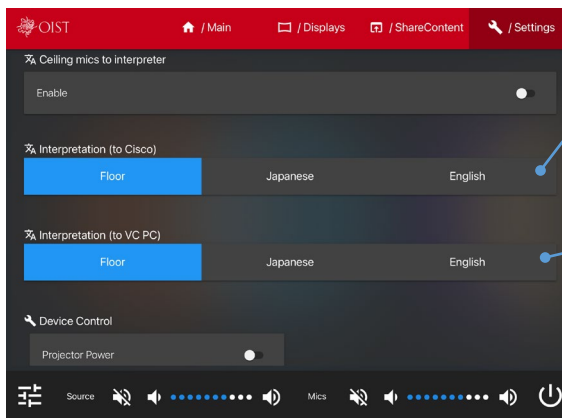 OIST / Main / Displays / ShareContent / Settings
Ceiling mics to interpreter
Enable
Interpretation (to Cisco)
Floor Japanese English
Interpretation (to VC PC)
Floor Japanese English
Device Control
Projector Power
Source Mics